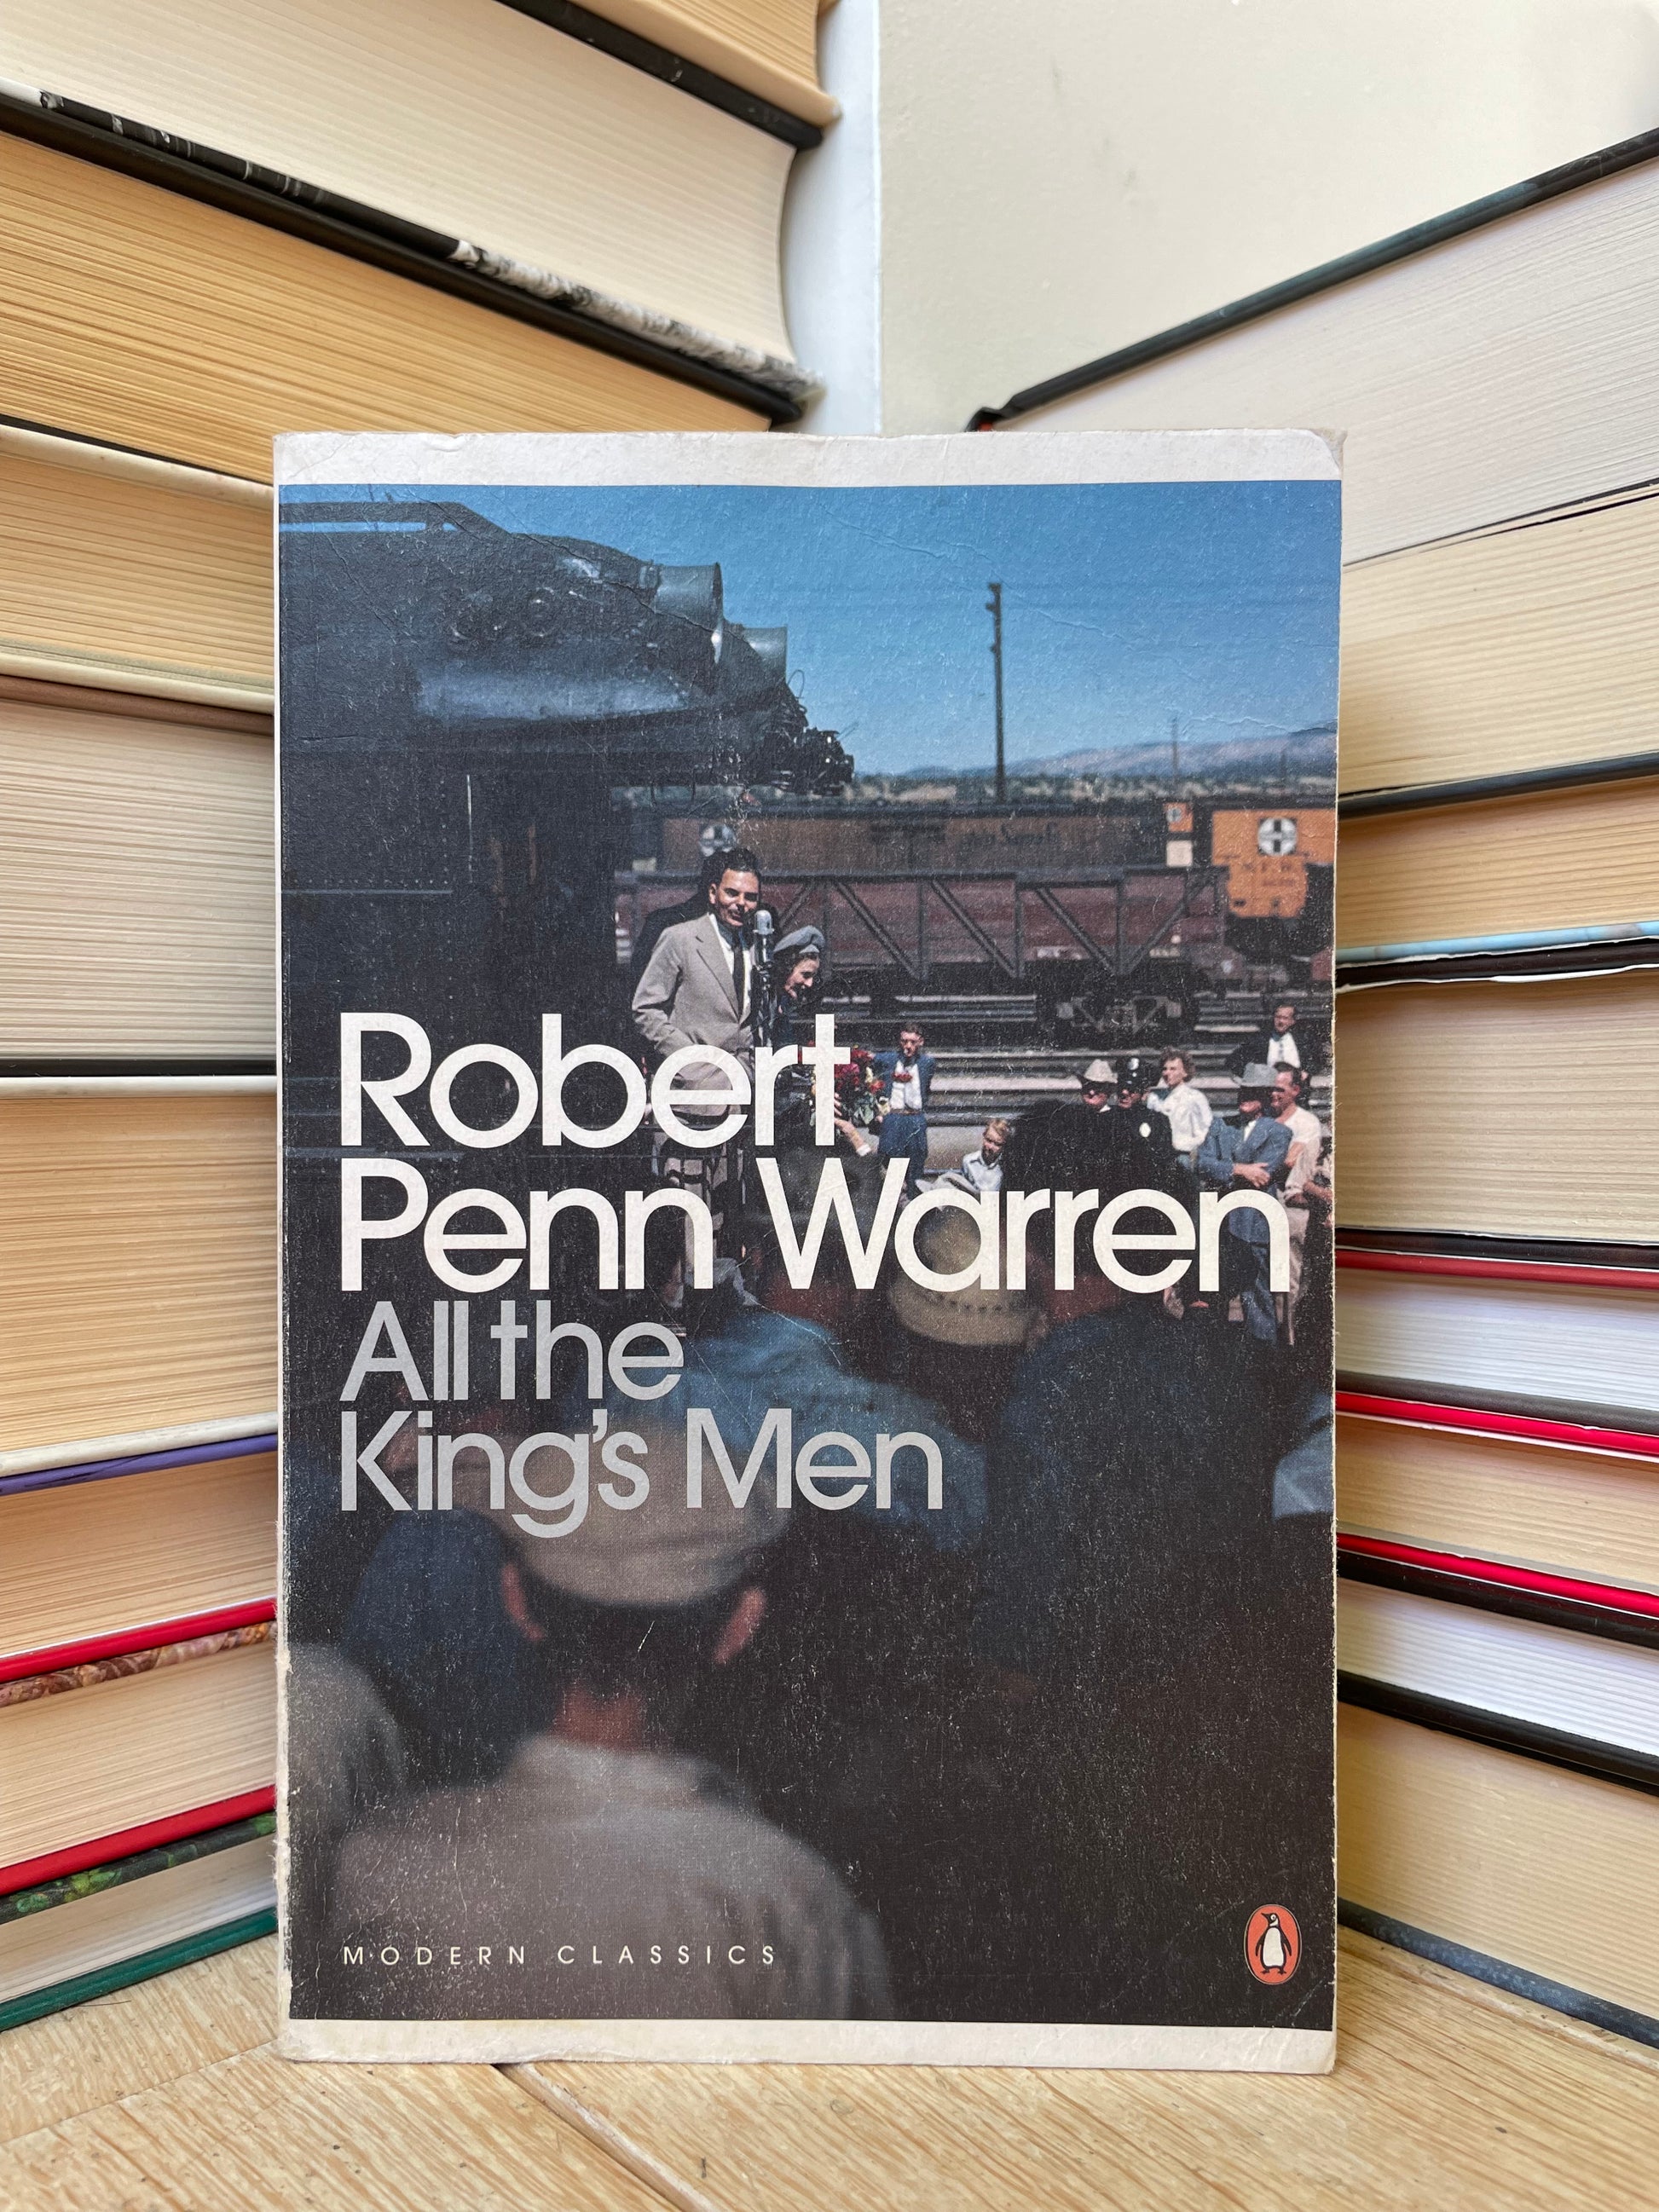 Robert
Penn Warren
All the
King's Men
MODERN CLASSICS